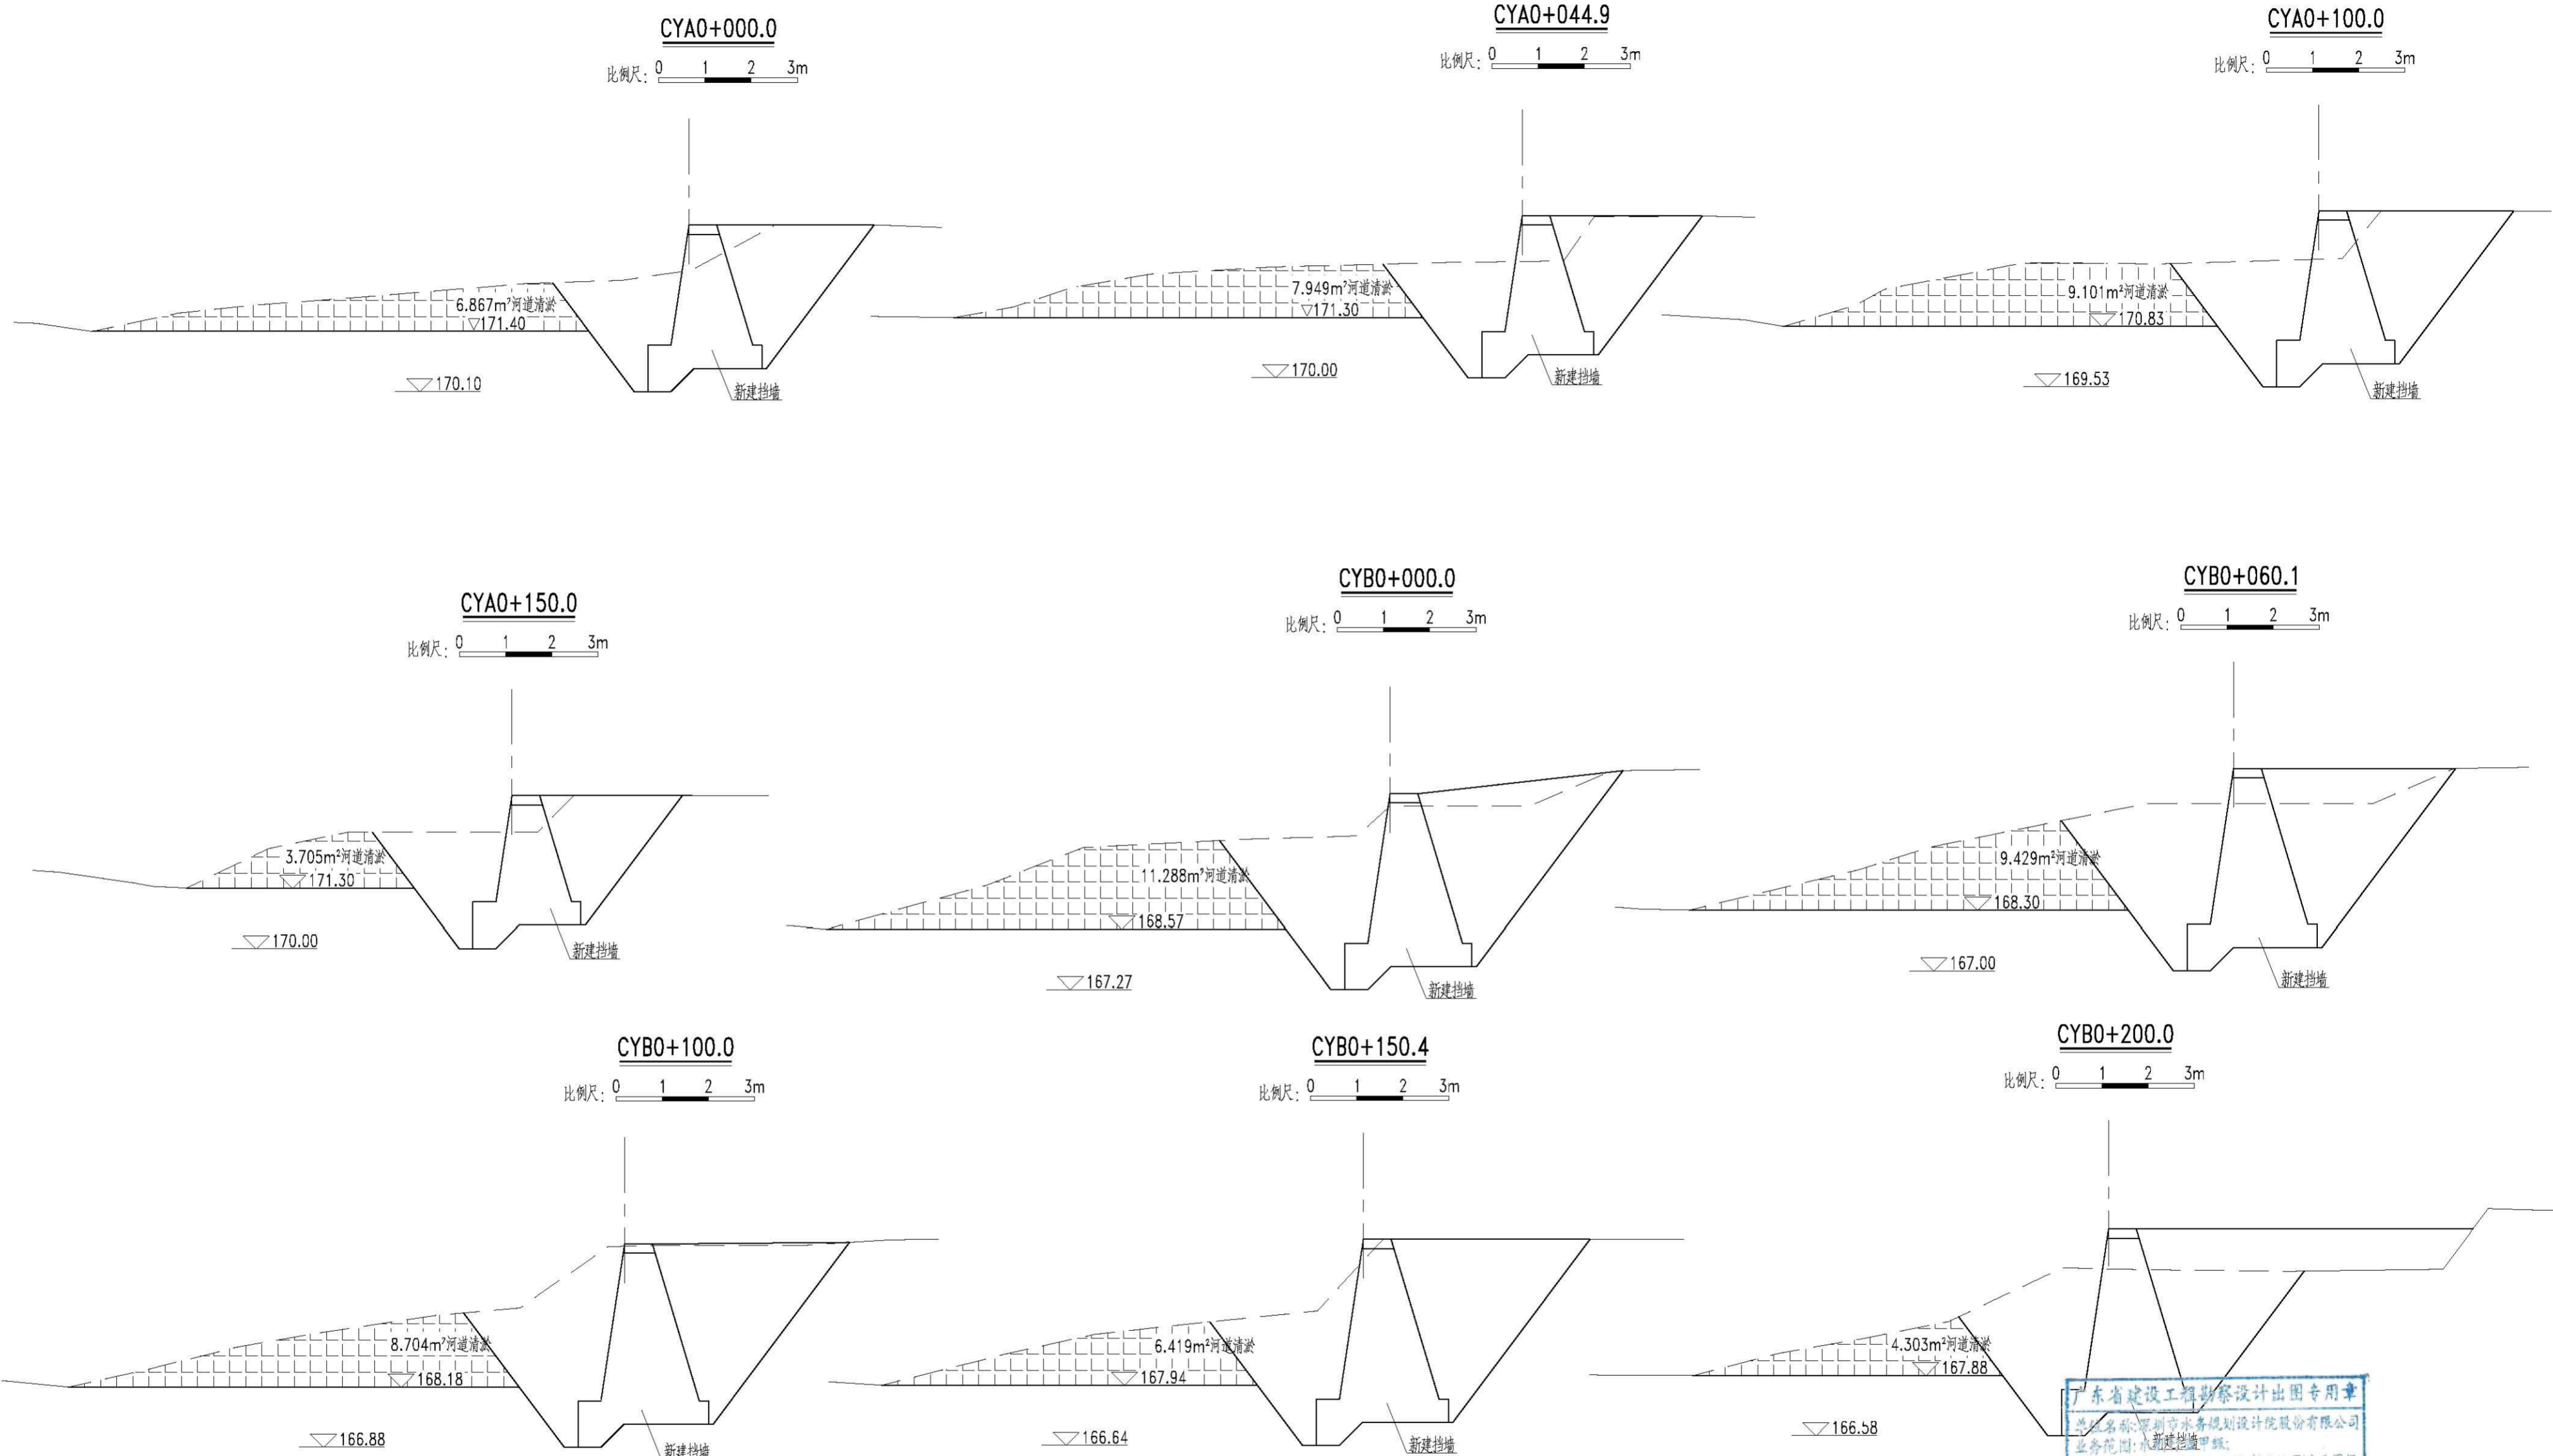 CYA0+000.0
比例尺: 0 1 2 3m
6.867m²河道清淤
171.40
170.10
新建挡墙
CYA0+044.9
比例尺: 0 1 2 3m
7.949m²河道清淤
171.30
170.00
新建挡墙
CYA0+100.0
比例尺: 0 1 2 3m
9.101m²河道清淤
170.83
169.53
新建挡墙
CYA0+150.0
比例尺: 0 1 2 3m
3.705m²河道清淤
171.30
170.00
新建挡墙
CYB0+000.0
比例尺: 0 1 2 3m
11.288m²河道清淤
168.57
167.27
新建挡墙
CYB0+060.1
比例尺: 0 1 2 3m
9.429m²河道清淤
168.30
167.00
新建挡墙
CYB0+100.0
比例尺: 0 1 2 3m
8.704m²河道清淤
168.18
166.88
新建挡墙
CYB0+150.4
比例尺: 0 1 2 3m
6.419m²河道清淤
167.94
166.64
新建挡墙
CYB0+200.0
比例尺: 0 1 2 3m
4.303m²河道清淤
167.88
166.58
新建挡墙
广东省建设工程勘察设计出图专用章
单位名称:深圳市水务规划设计院股份有限公司
业务范围:水利 甲级;